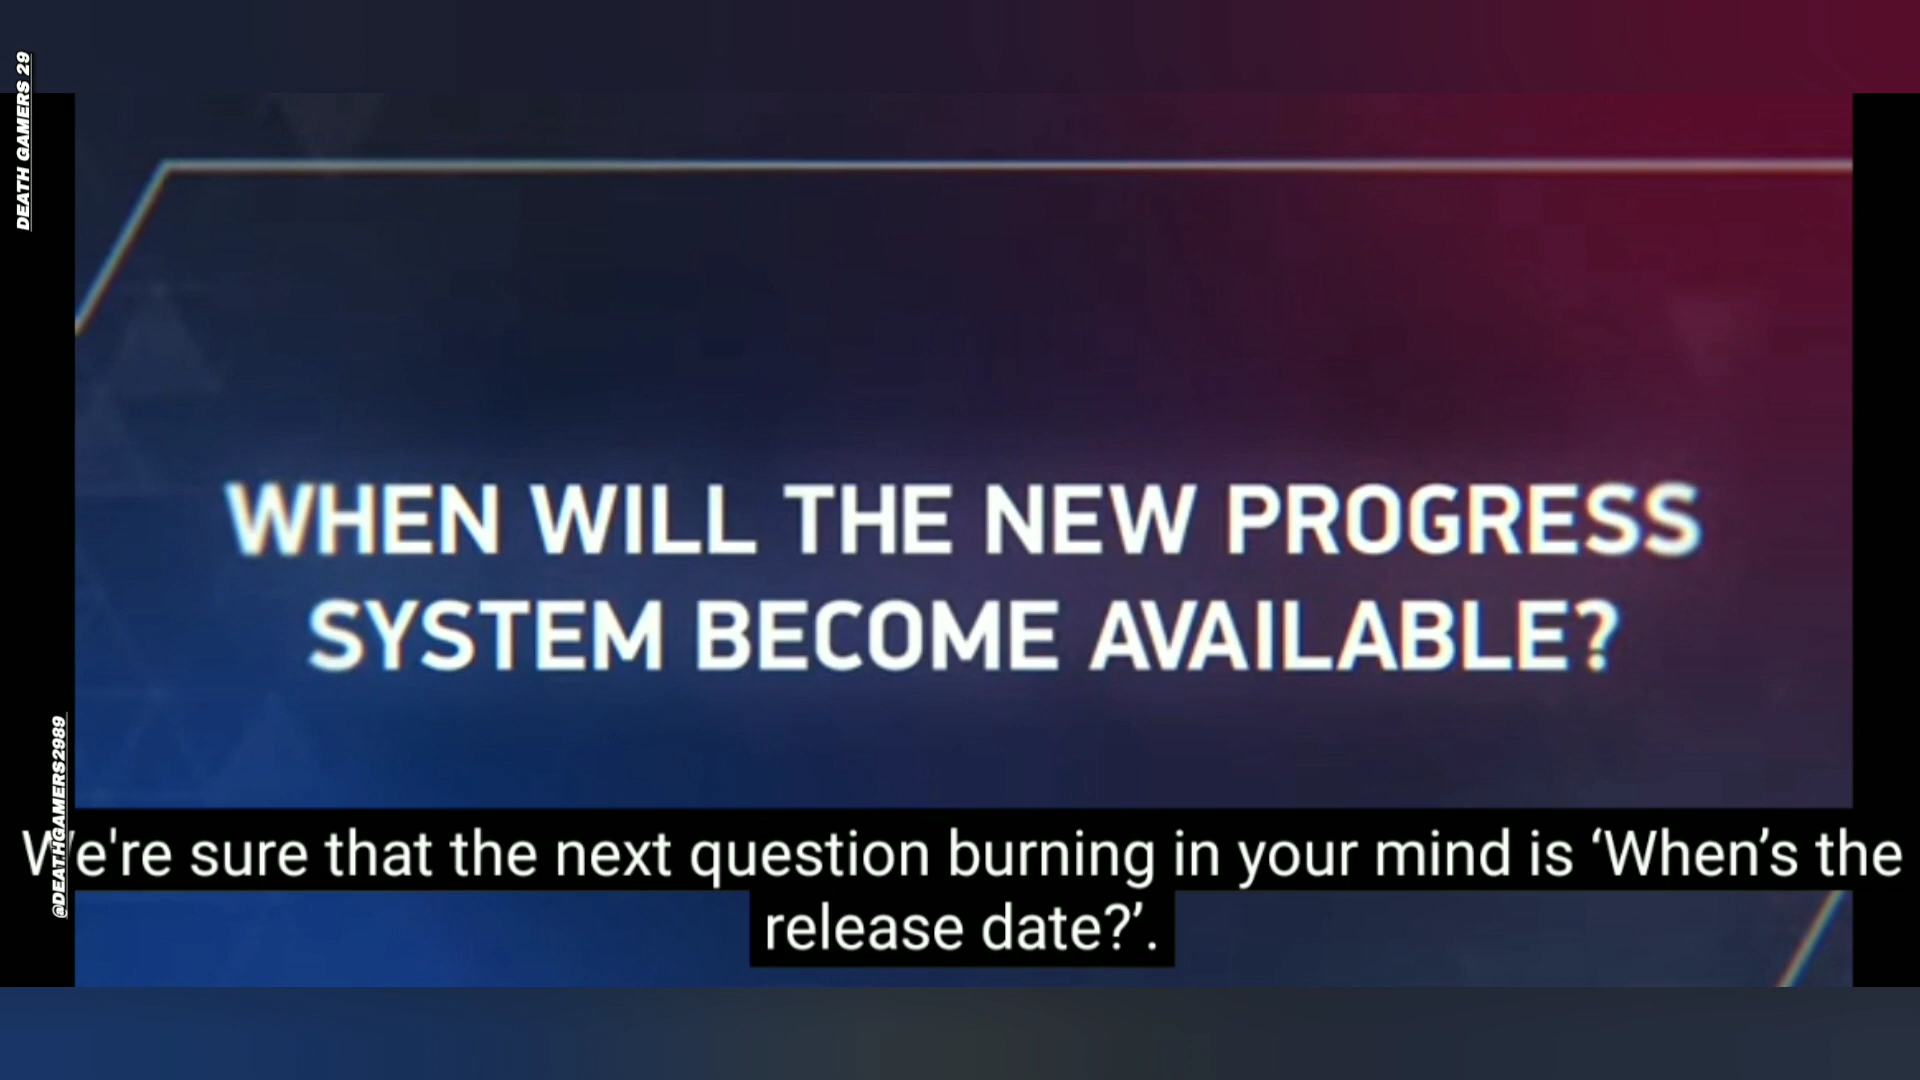 DEATH GAMERS 29
WHEN WILL THE NEW PROGRESS
SYSTEM BECOME AVAILABLE?
@DEATHGAMERS2989
We're sure that the next question burning in your mind is ‘When’s the
release date?’.